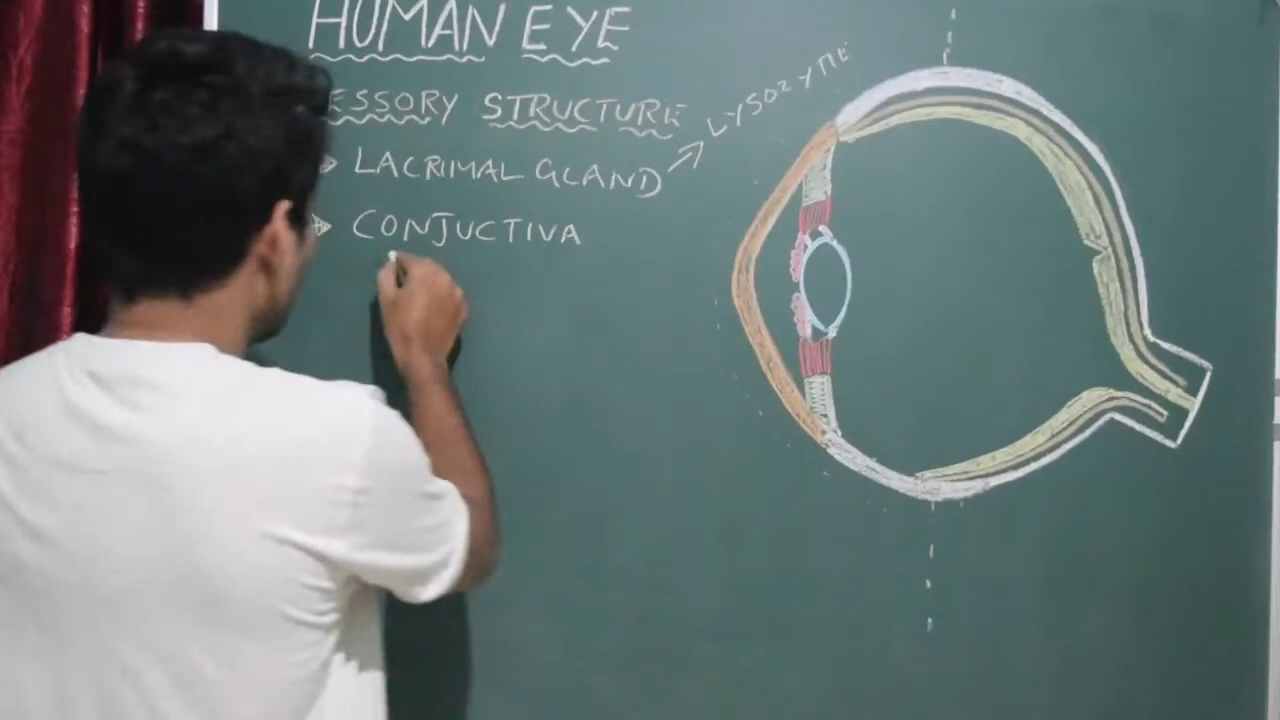 HUMAN EYE
ESSORY STRUCTURE
LACRIMAL GLAND
LYSOZYME
CONJUCTIVA